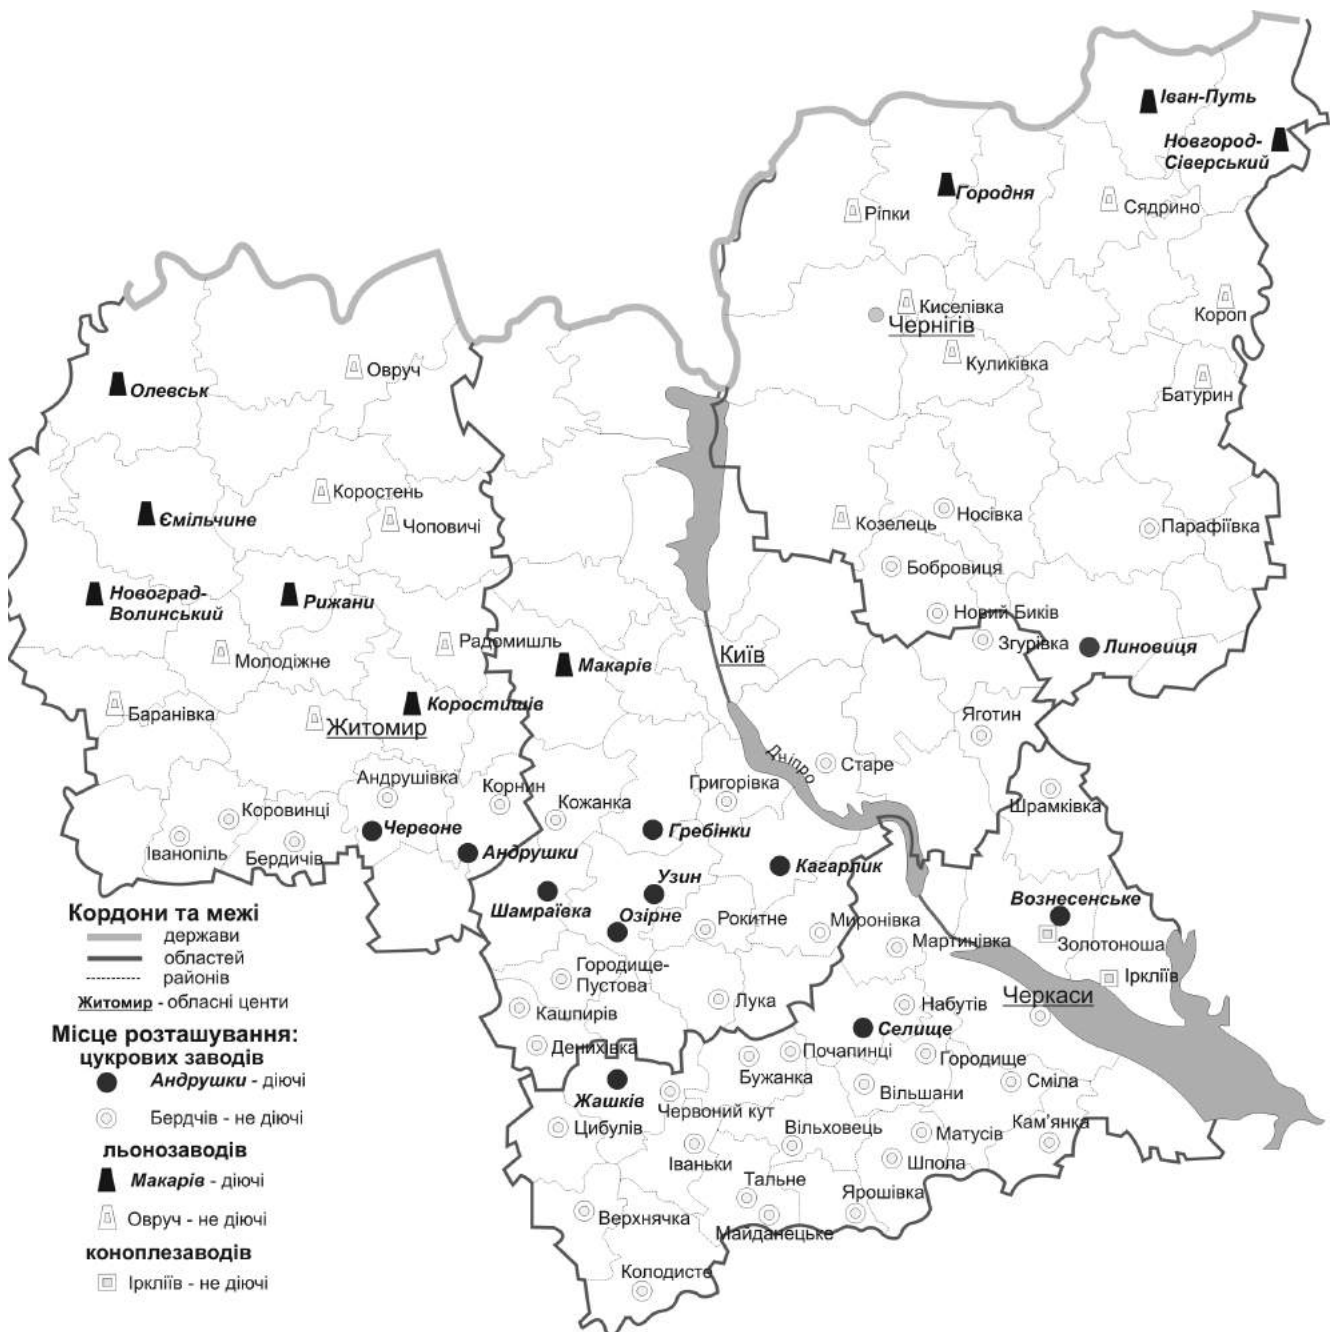 Іван-Путь
Новгород-
Сіверський
Городня
Ріпки
Сядрино
Киселівка
Чернігів
Короп
Куликівка
Батурин
Овруч
Олевськ
Коростень
Чоповичі
Ємільчине
Козелець
Носівка
Парафіївка
Бобровиця
Новоград-
Волинський
Рижани
Новий Биків
Радомишль
Згурівка
Линовиця
Молодіжне
Макарів
Київ
Баранівка
Коростишів
Житомир
Яготин
Дніпро
Старе
Андрушівка
Корнин
Кожанка
Григорівка
Шрамківка
Коровинці
Іванопіль
Бердичів
Червоне
Гребінки
Андрушки
Кагарлик
Узин
Шамраївка
Озірне
Рокитне
Миронівка
Мартинівка
Вознесенське
Золотоноша
Іркліїв
Городище-
Пустова
Лука
Кашпирів
Черкаси
Набутів
Селище
Денихівка
Почапинці
Городище
Бужанка
Вільшани
Сміла
Жашків
Червоний кут
Цибулів
Вільховець
Матусів
Кам'янка
Іваньки
Шпола
Тальне
Ярошівка
Верхнячка
Майданецьке
Колодисте
Кордони та межі
держави
областей
районів
Житомир - обласні центи
Місце розташування:
цукрових заводів
Андрушки - діючі
Бердчів - не діючі
льонозаводів
Макарів - діючі
Овруч - не діючі
коноплезаводів
Іркліїв - не діючі